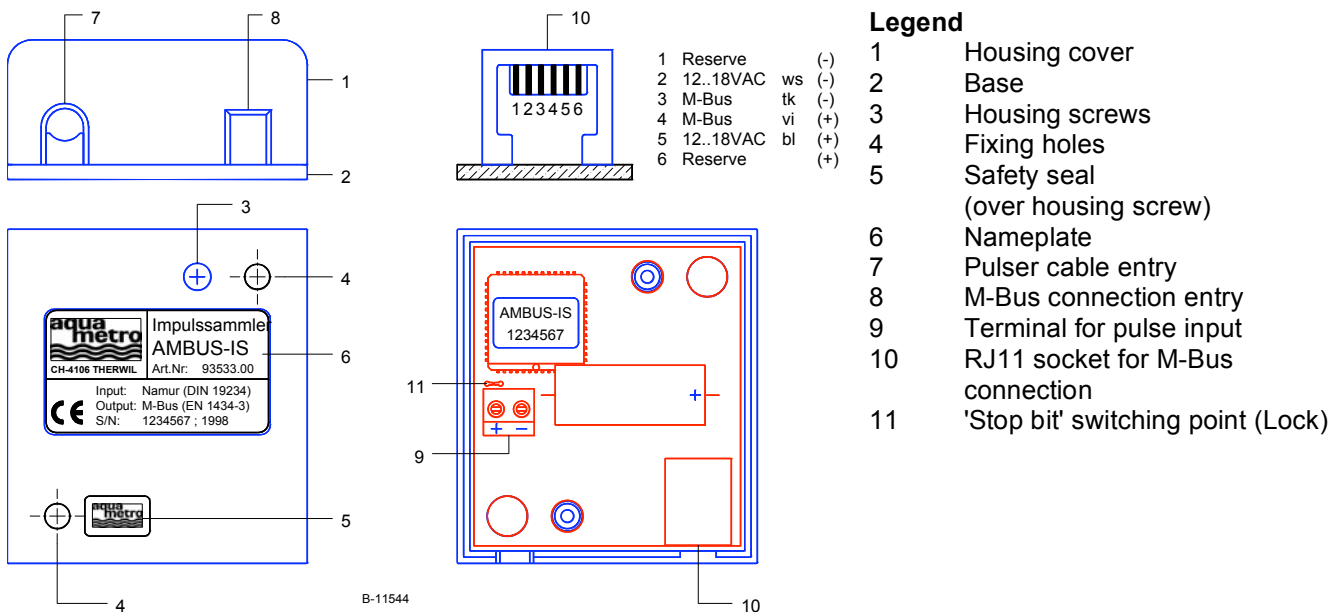 7
8
1
2
10
123456
1 Reserve (-)
2 12..18VAC ws (-)
3 M-Bus tk (-)
4 M-Bus vi (+)
5 12..18VAC bl (+)
6 Reserve (+)
3
4
aqua
metro
CH-4106 THERWIL
Impulssammler
AMBUS-IS
Art.Nr: 93533.00
CE
Input: Namur (DIN 19234)
Output: M-Bus (EN 1434-3)
S/N: 1234567 ; 1998
6
aqua
metro
5
4
B-11544
AMBUS-IS
1234567
11
+
+ -
9
10
Legend
1 Housing cover
2 Base
3 Housing screws
4 Fixing holes
5 Safety seal
(over housing screw)
6 Nameplate
7 Pulser cable entry
8 M-Bus connection entry
9 Terminal for pulse input
10 RJ11 socket for M-Bus
connection
11 'Stop bit' switching point (Lock)